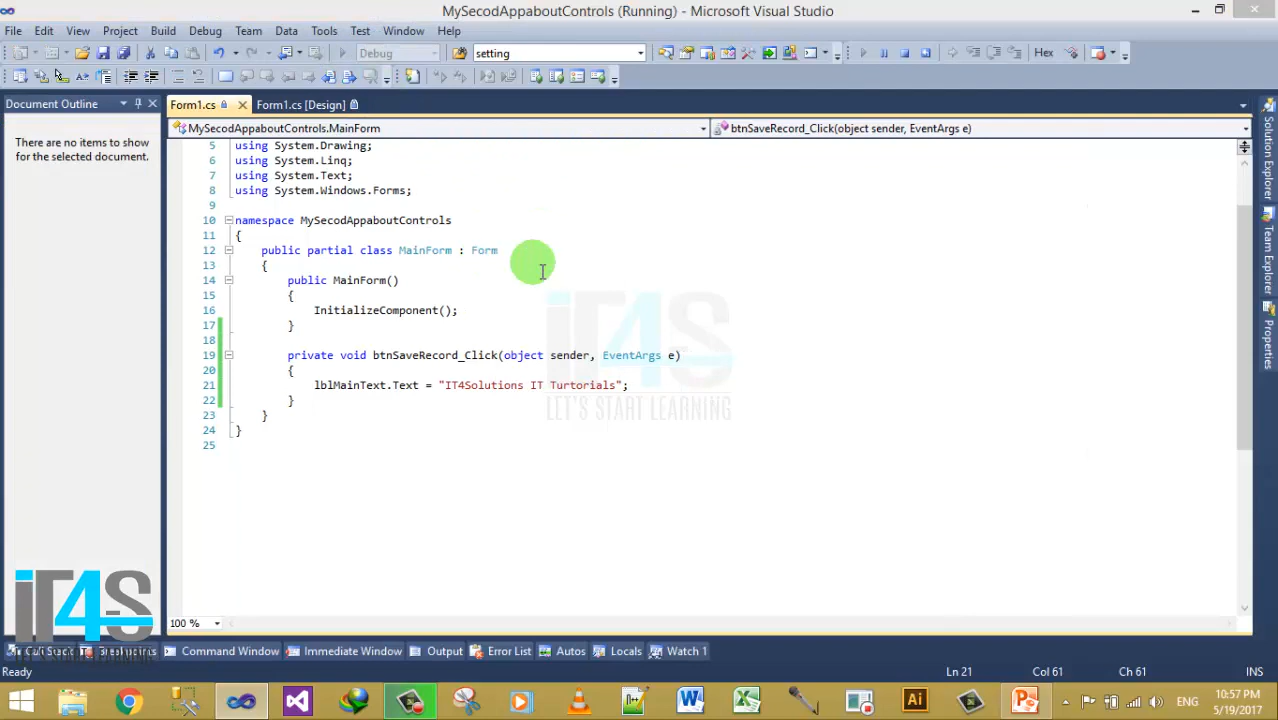 MySecodAppaboutControls (Running) - Microsoft Visual Studio
File Edit View Project Build Debug Team Data Tools Test Window Help
Debug setting Hex
Document Outline
Form1.cs Form1.cs [Design]
There are no items to show
for the selected document.
MySecodAppaboutControls.MainForm btnSaveRecord_Click(object sender, EventArgs e)
5 using System.Drawing;
6 using System.Linq;
7 using System.Text;
8 using System.Windows.Forms;
9
10 namespace MySecodAppaboutControls
11 {
12 public partial class MainForm : Form
13 {
14 public MainForm()
15 {
16 InitializeComponent();
17 }
18
19 private void btnSaveRecord_Click(object sender, EventArgs e)
20 {
21 lblMainText.Text = "IT4Solutions IT Turtorials";
22 }
23 }
24 }
25
iT4S
LET'S START LEARNING
Solution Explorer
Team Explorer
Properties
100 %
iT4S
LET'S START LEARNING
Command Window Immediate Window Output Error List Autos Locals Watch 1
Ready Ln 21 Col 61 Ch 61 INS
ENG
10:57 PM
5/19/2017